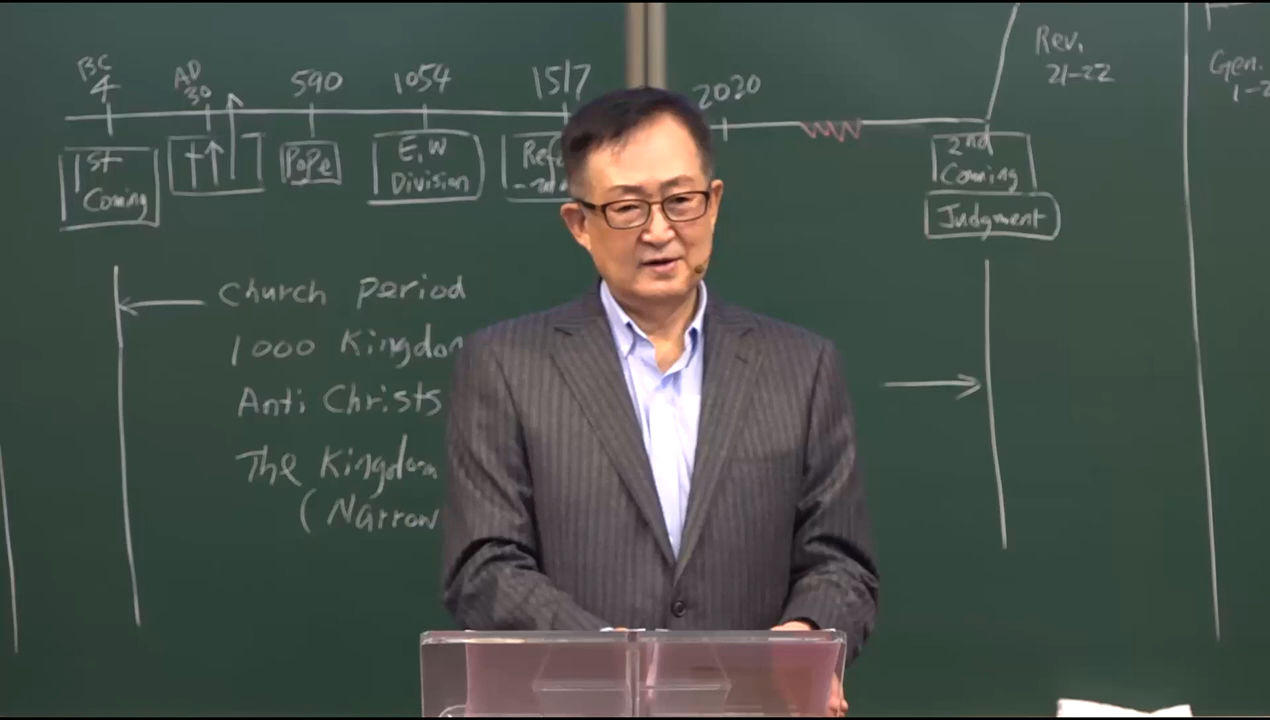 BC
4
AD
30
590
1054
1517
2020
Rev.
21-22
Gen.
1st
Coming
PoPe
E, W
Division
2nd
Coming
Judgment
Church Period
1000
Anti Christs
The Kingdom
(Narrow